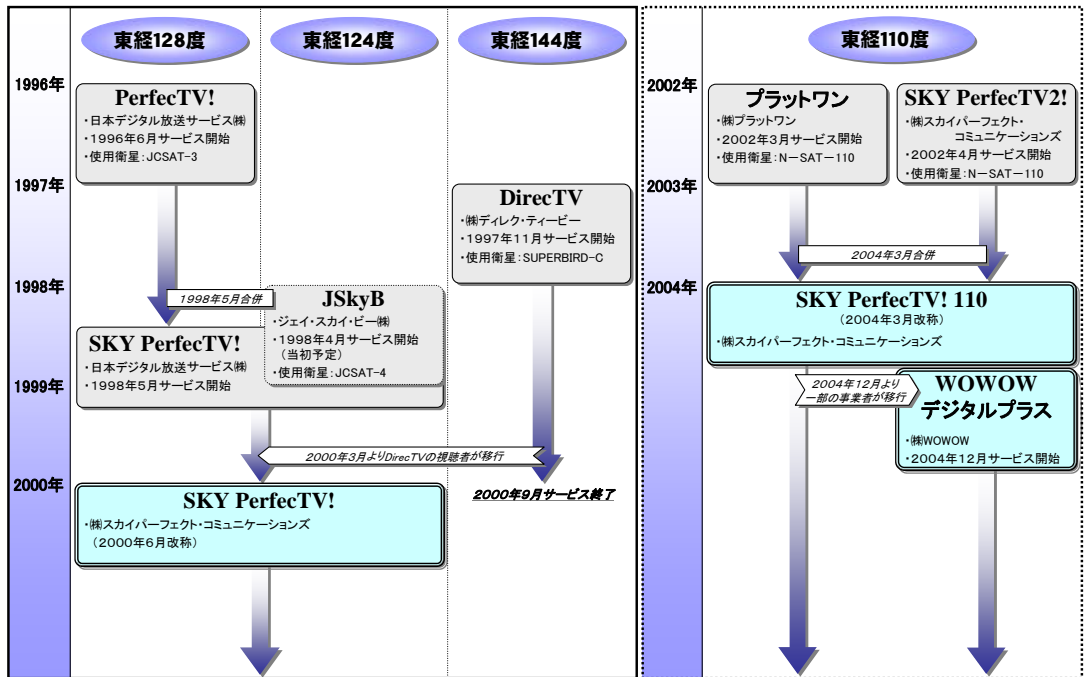 東経128度
東経124度
東経144度
1996年
1997年
1998年
1999年
2000年
PerfecTV!
・日本デジタル放送サービス㈱
・1996年6月サービス開始
・使用衛星：JCSAT-3
DirecTV
・㈱ディレク・ティービー
・1997年11月サービス開始
・使用衛星：SUPERBIRD-C
1998年5月合併
JSkyB
・ジェイ・スカイ・ビー㈱
・1998年4月サービス開始
（当初予定）
・使用衛星：JCSAT-4
SKY PerfecTV!
・日本デジタル放送サービス㈱
・1998年5月サービス開始
2000年3月よりDirecTVの視聴者が移行
2000年9月サービス終了
SKY PerfecTV!
・㈱スカイパーフェクト・コミュニケーションズ
（2000年6月改称）
東経110度
2002年
2003年
2004年
プラットワン
・㈱プラットワン
・2002年3月サービス開始
・使用衛星：N－SAT－110
SKY PerfecTV2!
・㈱スカイパーフェクト・
コミュニケーションズ
・2002年4月サービス開始
・使用衛星：N－SAT－110
2004年3月合併
SKY PerfecTV! 110
（2004年3月改称）
・㈱スカイパーフェクト・コミュニケーションズ
2004年12月より
一部の事業者が移行
WOWOW
デジタルプラス
・㈱WOWOW
・2004年12月サービス開始